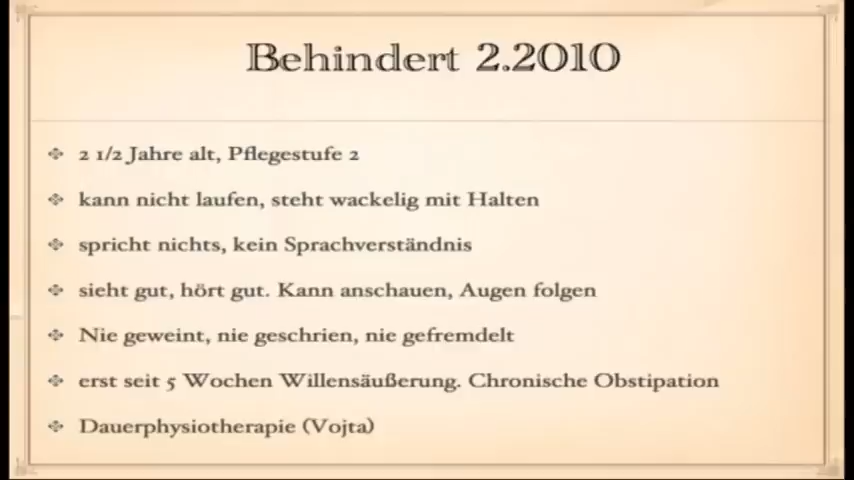 Behindert 2.2010
2 1/2 Jahre alt, Pflegestufe 2
kann nicht laufen, steht wackelig mit Halten
spricht nichts, kein Sprachverständnis
sieht gut, hört gut. Kann anschauen, Augen folgen
Nie geweint, nie geschrien, nie gefremdelt
erst seit 5 Wochen Willensäußerung. Chronische Obstipation
Dauerphysiotherapie (Vojta)